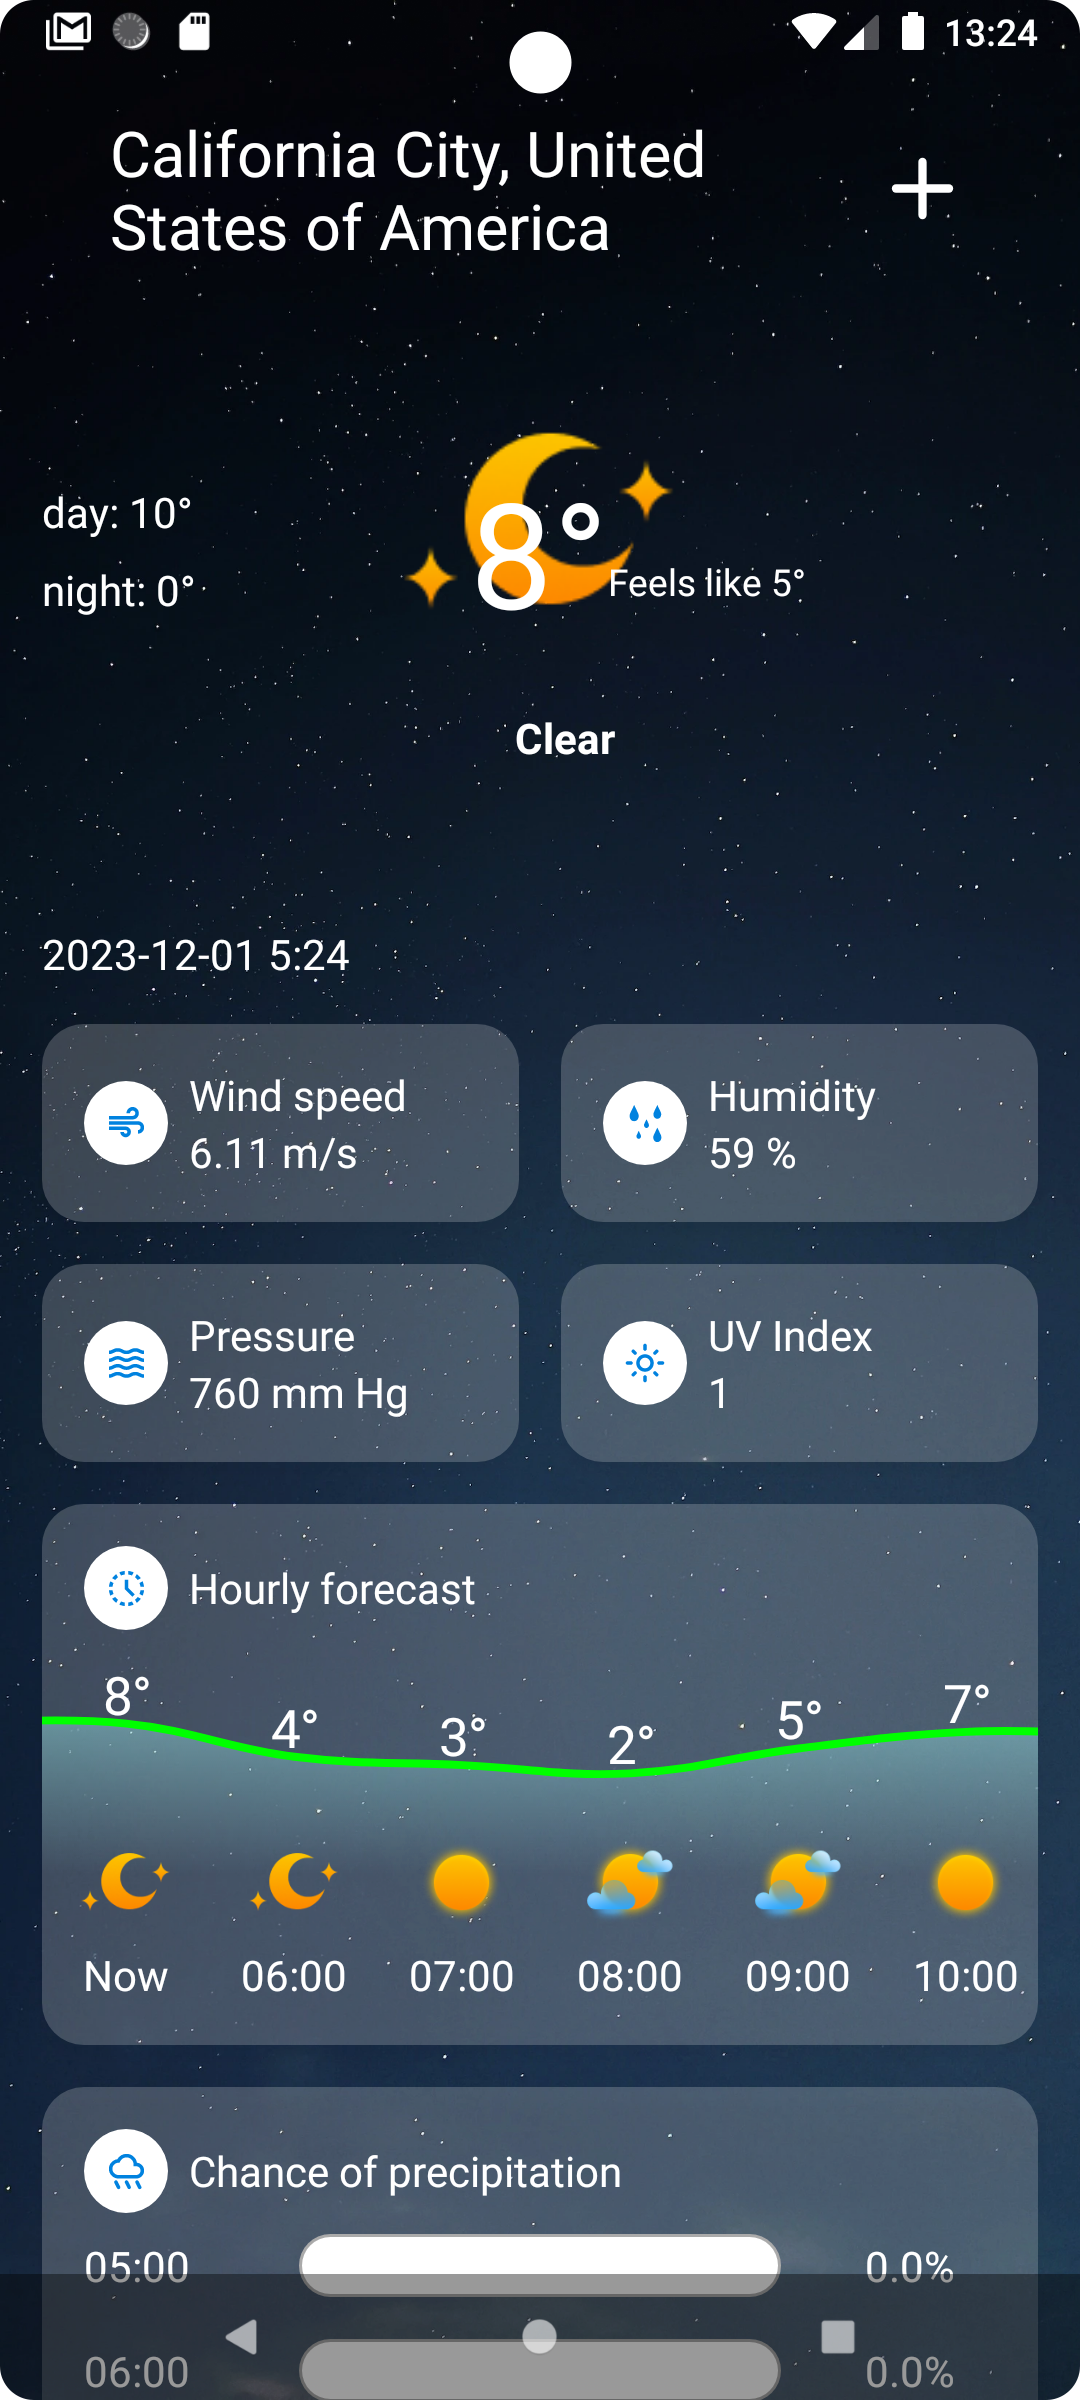 13:24
California City, United
States of America
day: 10°
night: 0°
8°
Feels like 5°
Clear
2023-12-01 5:24
Wind speed
6.11 m/s
Humidity
59 %
Pressure
760 mm Hg
UV Index
1
Hourly forecast
8° 4° 3° 2° 5° 7°
Now 06:00 07:00 08:00 09:00 10:00
Chance of precipitation
05:00 0.0%
06:00 0.0%